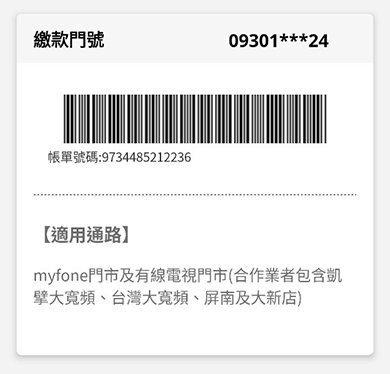 繳款門號 09301***24
帳單號碼:9734485212236
【適用通路】
myfone門市及有線電視門市(合作業者包含凱
擘大寬頻、台灣大寬頻、屏南及大新店)